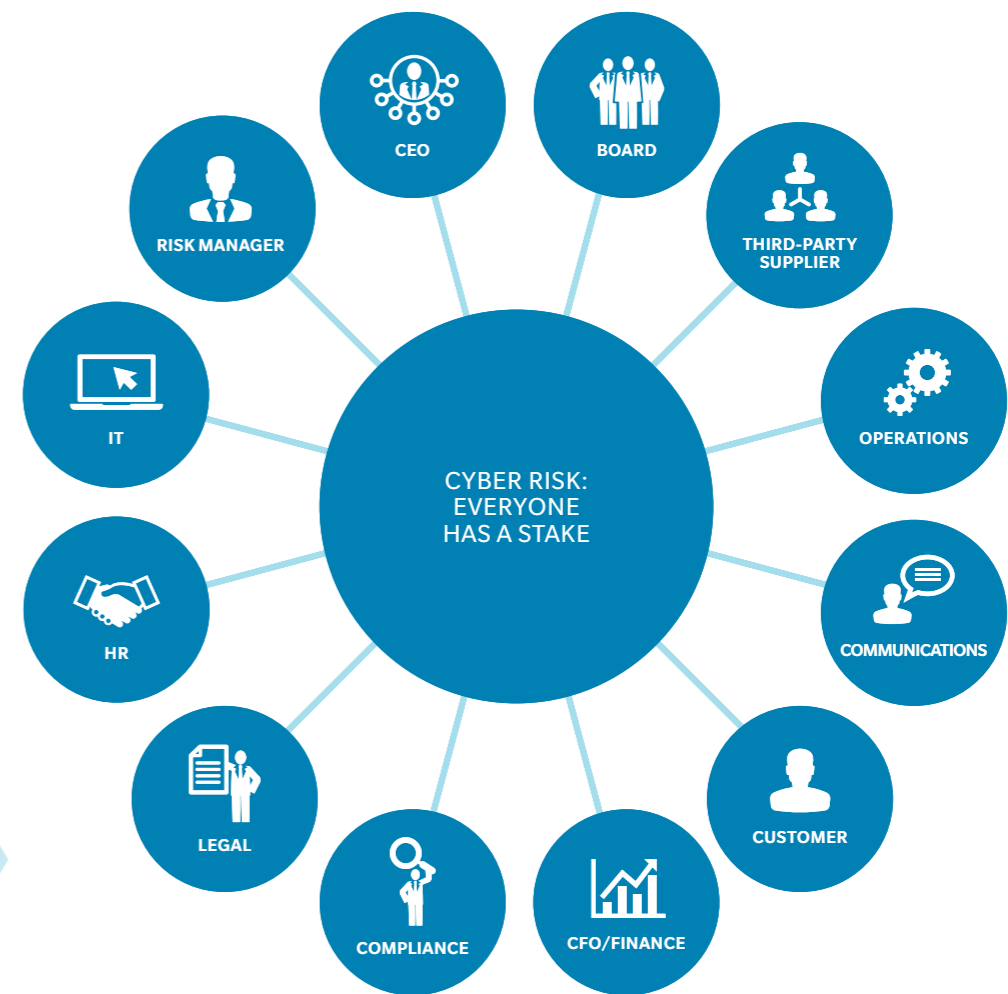 CEO
BOARD
THIRD-PARTY
SUPPLIER
OPERATIONS
COMMUNICATIONS
CUSTOMER
CFO/FINANCE
COMPLIANCE
LEGAL
HR
IT
RISK MANAGER
CYBER RISK:
EVERYONE
HAS A STAKE